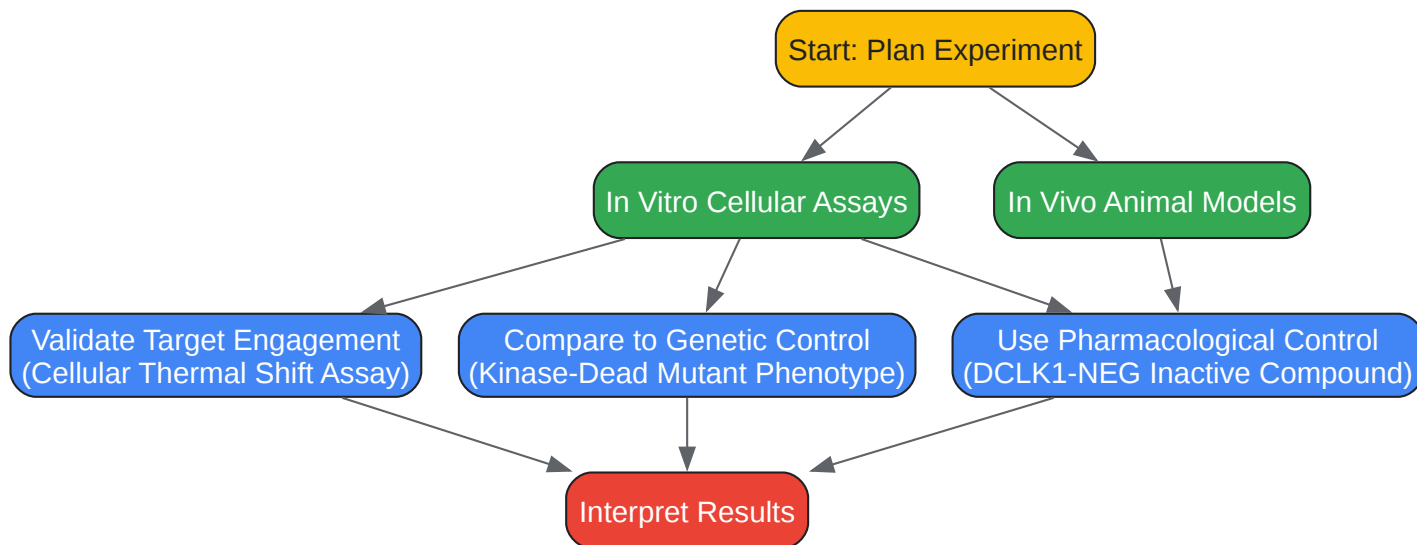 Start: Plan Experiment
In Vitro Cellular Assays
In Vivo Animal Models
Validate Target Engagement
(Cellular Thermal Shift Assay)
Compare to Genetic Control
(Kinase-Dead Mutant Phenotype)
Use Pharmacological Control
(DCLK1-NEG Inactive Compound)
Interpret Results